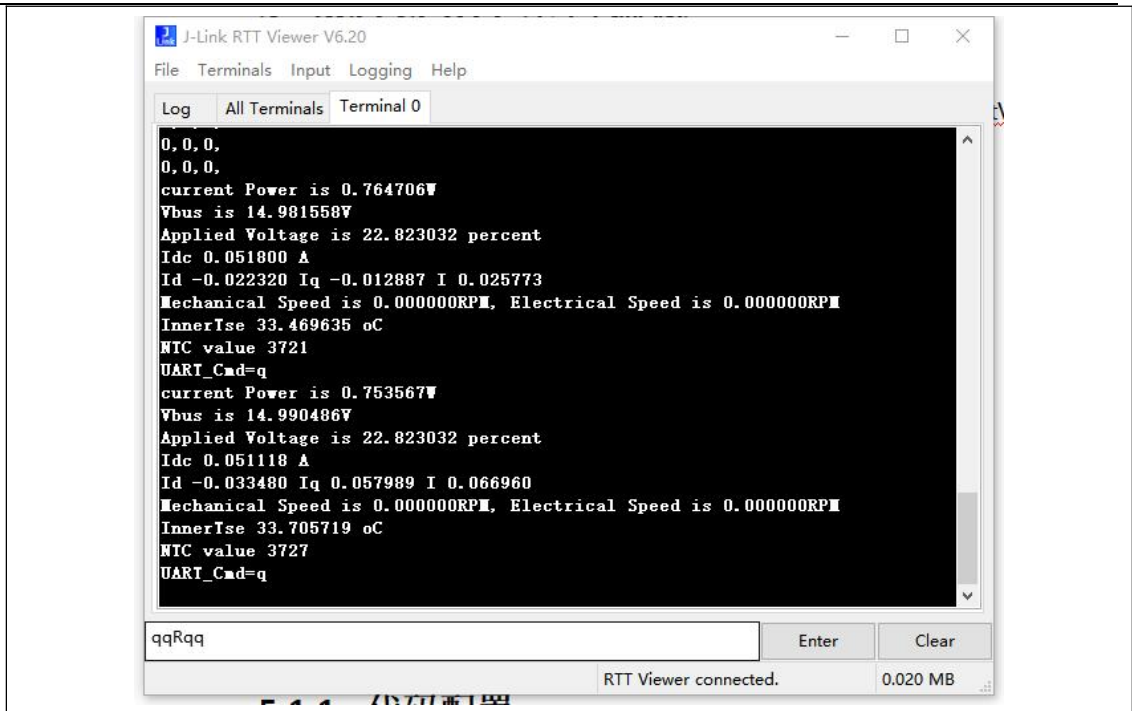 J-Link RTT Viewer V6.20
File Terminals Input Logging Help
Log All Terminals Terminal 0
0,0,0,
0,0,0,
current Power is 0.764706W
Vbus is 14.981558V
Applied Voltage is 22.823032 percent
Idc 0.051800 A
Id -0.022320 Iq -0.012887 I 0.025773
Mechanical Speed is 0.000000RPM, Electrical Speed is 0.000000RPM
InnerTse 33.469635 oC
NTC value 3721
UART_Cmd=q
current Power is 0.753567W
Vbus is 14.990486V
Applied Voltage is 22.823032 percent
Idc 0.051118 A
Id -0.033480 Iq 0.057989 I 0.066960
Mechanical Speed is 0.000000RPM, Electrical Speed is 0.000000RPM
InnerTse 33.705719 oC
NTC value 3727
UART_Cmd=q
qqRqq Enter Clear
RTT Viewer connected. 0.020 MB